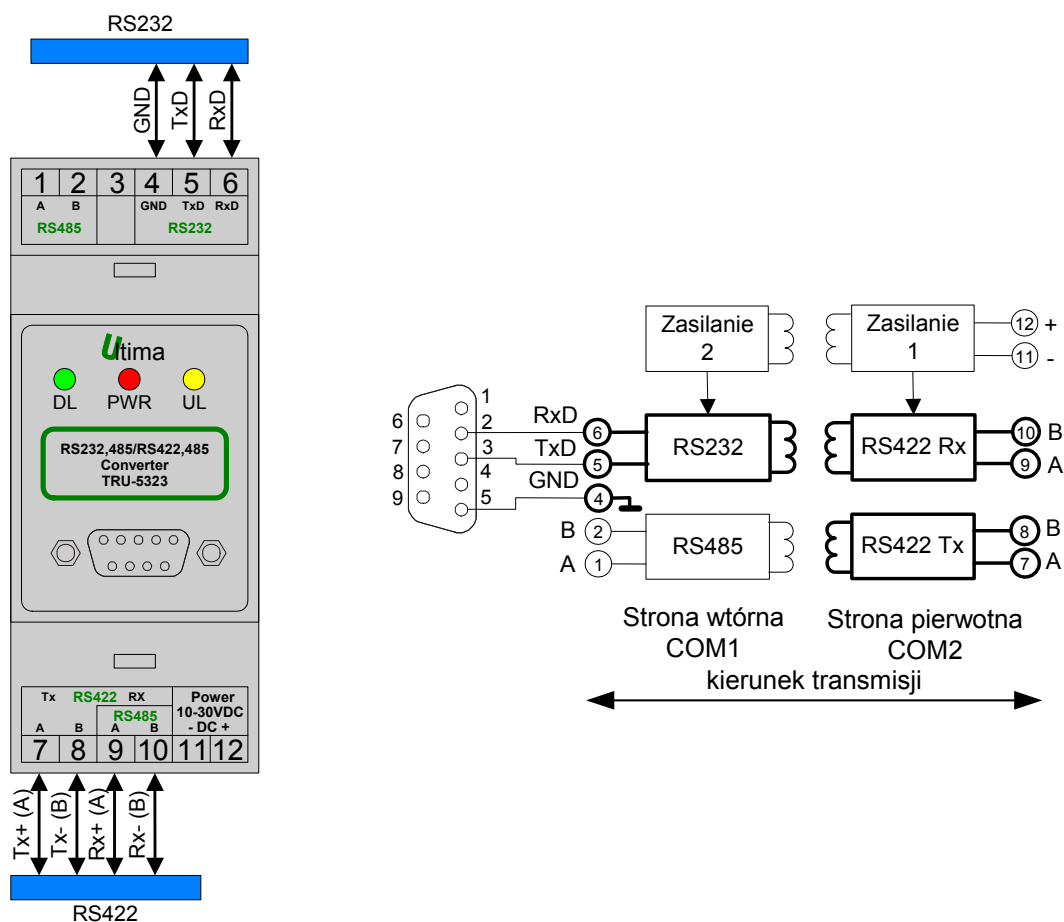 RS232
GND TxD RxD
1 2 3 4 5 6
A B GND TxD RxD
RS485 RS232
Ultima
DL PWR UL
RS232,485/RS422,485
Converter
TRU-5323
Tx RS422 RX Power
RS485 10-30VDC
A B A B - DC +
7 8 9 10 11 12
Tx+ (A) Tx- (B) Rx+ (A) Rx- (B)
RS422
Zasilanie
2
Zasilanie
1
12 +
11 -
1
6 2
7 3
8 4
9 5
RxD 6
TxD 5
GND 4
B 2
A 1
RS232
RS485
RS422 Rx
10 B
9 A
RS422 Tx
8 B
7 A
Strona wtórna
COM1
Strona pierwotna
COM2
kierunek transmisji